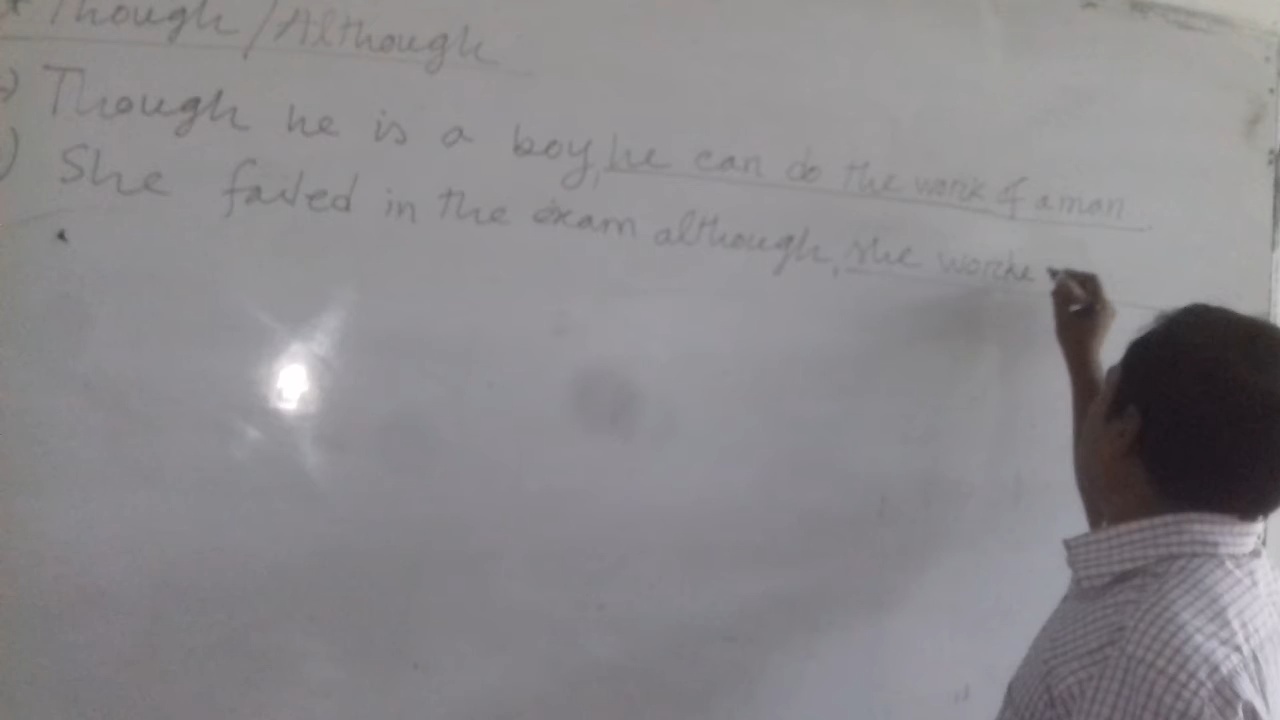 * Though/Although
Though he is a boy, he can do the work of a man.
She failed in the exam although, she worke